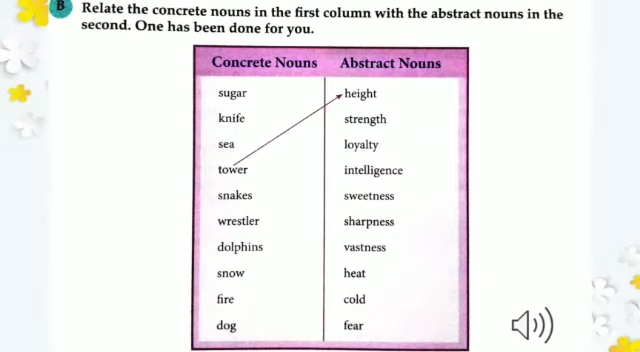 B Relate the concrete nouns in the first column with the abstract nouns in the
second. One has been done for you.
Concrete Nouns Abstract Nouns
sugar height
knife strength
sea loyalty
tower intelligence
snakes sweetness
wrestler sharpness
dolphins vastness
snow heat
fire cold
dog fear